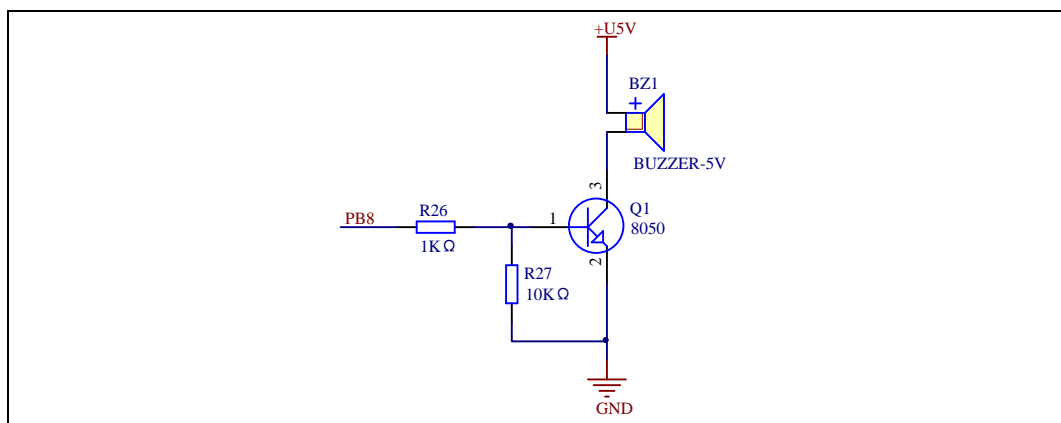 +U5V
BZ1
+
BUZZER-5V
3
Q1
8050
PB8
R26
1KΩ
1
2
R27
10KΩ
GND